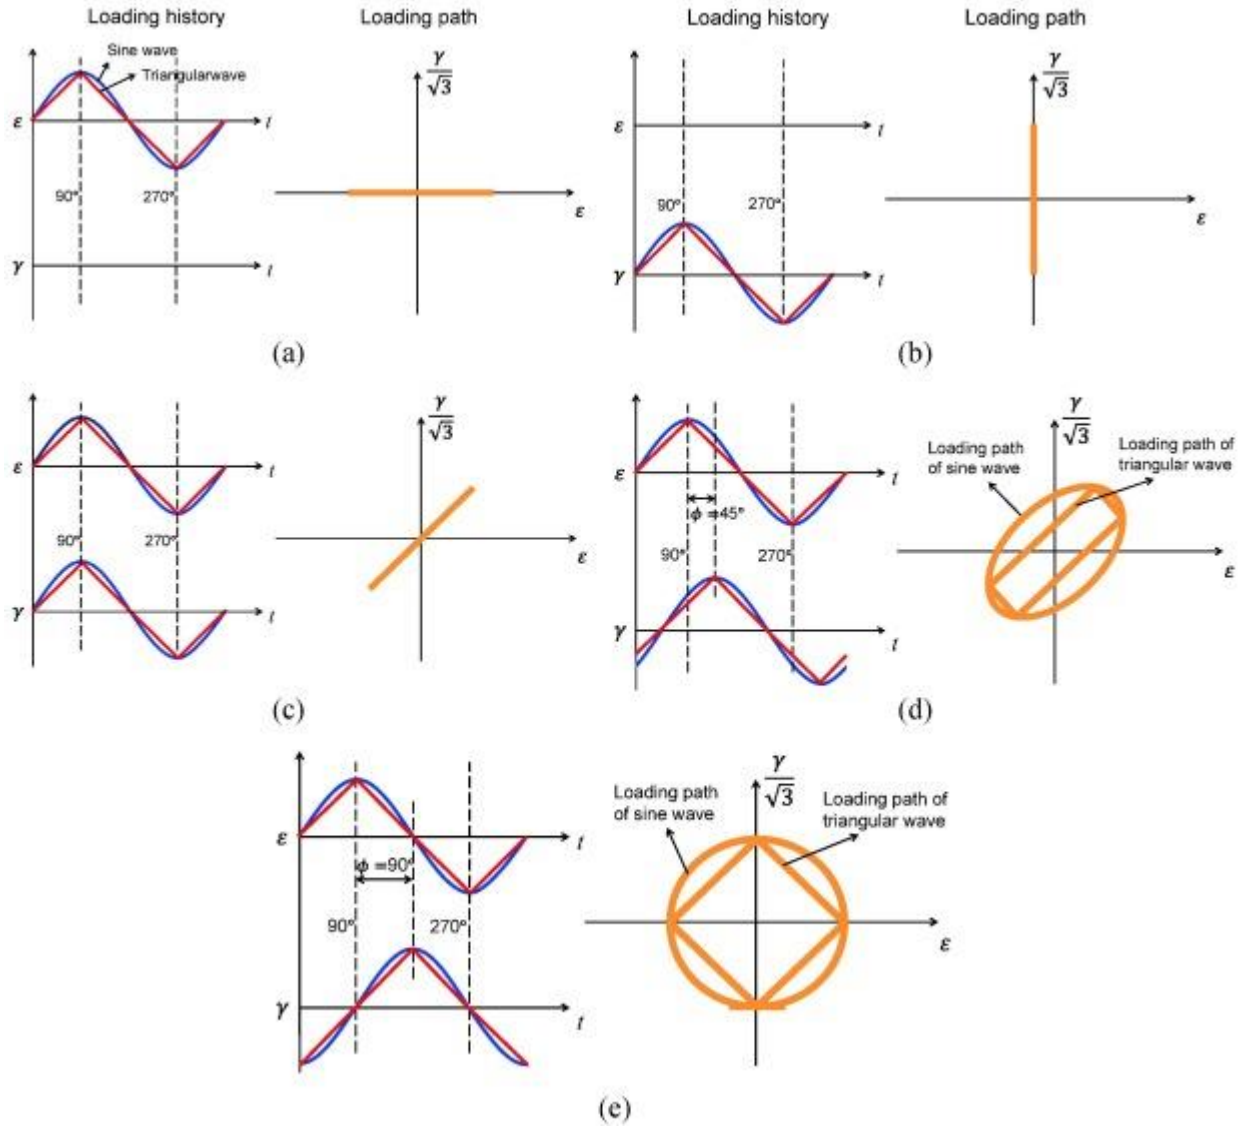 Loading history
Loading path
Loading history
Loading path
Sine wave
Triangularwave
γ
√3
ε
t
90°
270°
ε
γ
(a)
γ
√3
ε
t
90°
270°
ε
γ
t
(b)
γ
√3
ε
t
90°
270°
ε
γ
t
(c)
γ
√3
Loading path
of sine wave
Loading path of
triangular wave
ε
t
ϕ =45°
90°
270°
ε
γ
t
(d)
γ
√3
Loading path
of sine wave
Loading path of
triangular wave
ε
t
ϕ =90°
90°
270°
ε
γ
t
(e)